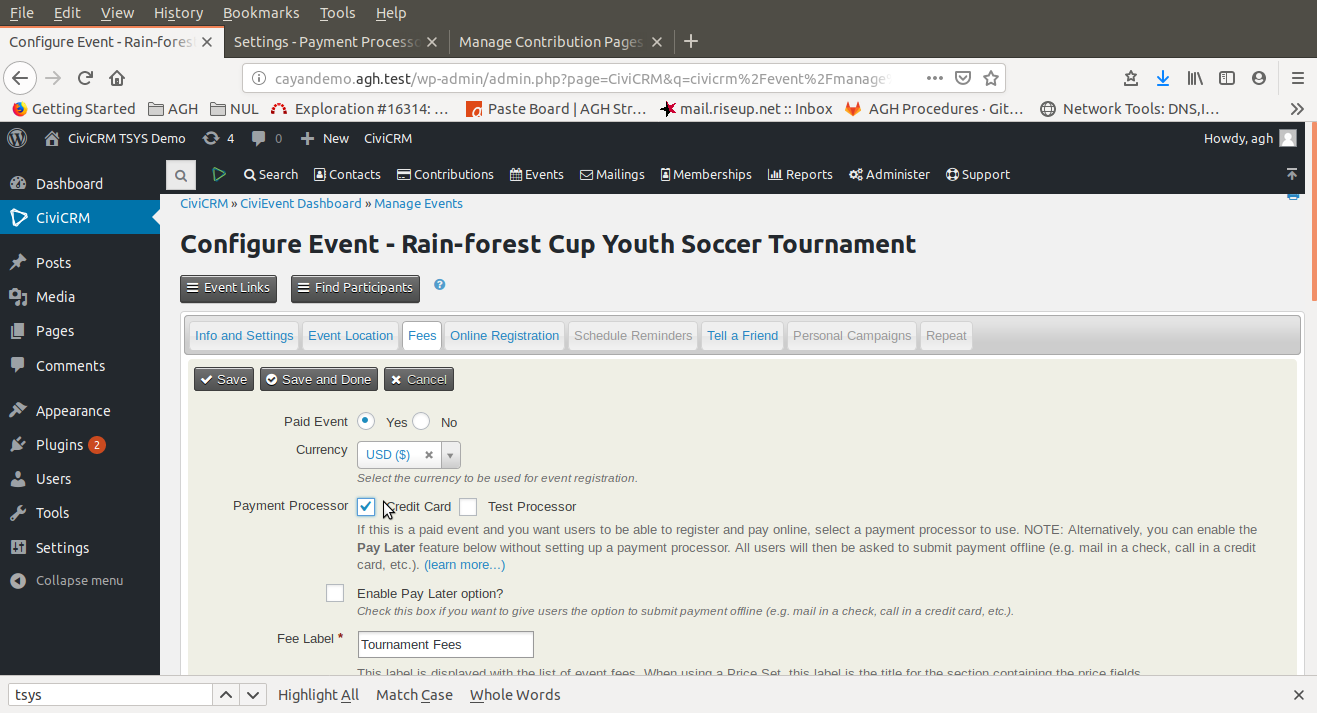 File Edit View History Bookmarks Tools Help
Configure Event - Rain-fores Settings - Payment Processo Manage Contribution Pages
cayandemo.agh.test/wp-admin/admin.php?page=CiviCRM&q=civicrm%2Fevent%2Fmanage%
Getting Started AGH NUL Exploration #16314: … Paste Board | AGH Str… mail.riseup.net :: Inbox AGH Procedures · Git… Network Tools: DNS,I…
CiviCRM TSYS Demo 4 0 New CiviCRM Howdy, agh
Search Contacts Contributions Events Mailings Memberships Reports Administer Support
Dashboard
CiviCRM
Posts
Media
Pages
Comments
Appearance
Plugins 2
Users
Tools
Settings
Collapse menu
CiviCRM » CiviEvent Dashboard » Manage Events
Configure Event - Rain-forest Cup Youth Soccer Tournament
Event Links Find Participants ?
Info and Settings Event Location Fees Online Registration Schedule Reminders Tell a Friend Personal Campaigns Repeat
Save Save and Done Cancel
Paid Event Yes No
Currency USD ($)
Select the currency to be used for event registration.
Payment Processor Credit Card Test Processor
If this is a paid event and you want users to be able to register and pay online, select a payment processor to use. NOTE: Alternatively, you can enable the
Pay Later feature below without setting up a payment processor. All users will then be asked to submit payment offline (e.g. mail in a check, call in a credit
card, etc.). (learn more...)
Enable Pay Later option?
Check this box if you want to give users the option to submit payment offline (e.g. mail in a check, call in a credit card, etc.).
Fee Label * Tournament Fees
This label is displayed with the list of event fees. When using a Price Set, this label is the title for the section containing the price fields.
tsys Highlight All Match Case Whole Words